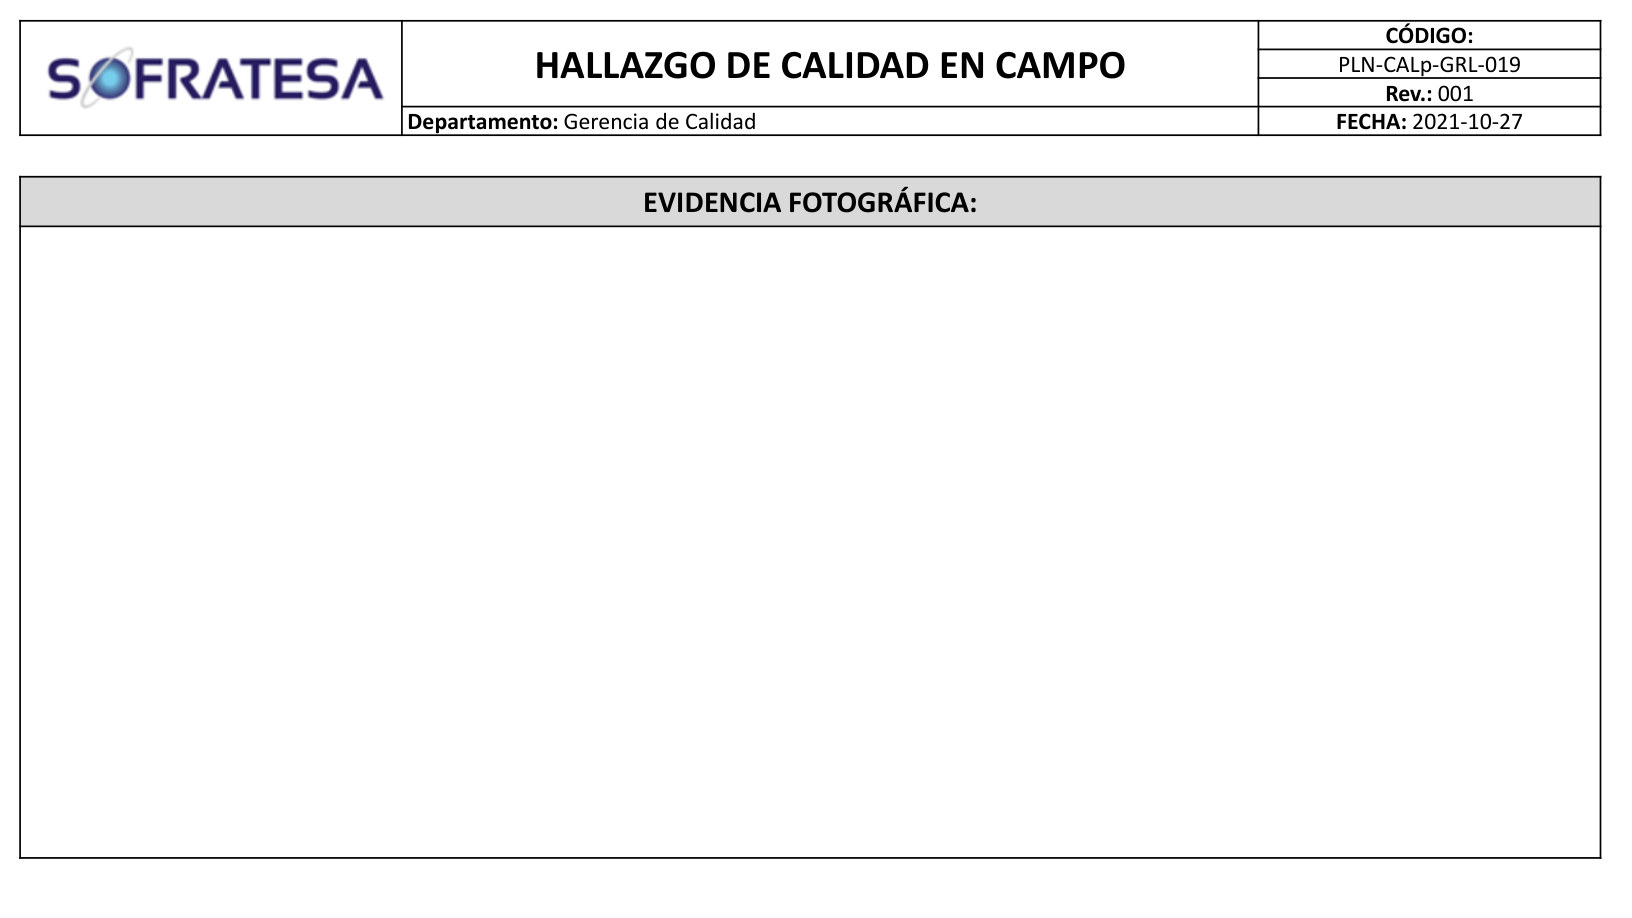 SOFRATESA
HALLAZGO DE CALIDAD EN CAMPO
Departamento: Gerencia de Calidad
CÓDIGO:
PLN-CALp-GRL-019
Rev.: 001
FECHA: 2021-10-27
EVIDENCIA FOTOGRÁFICA: